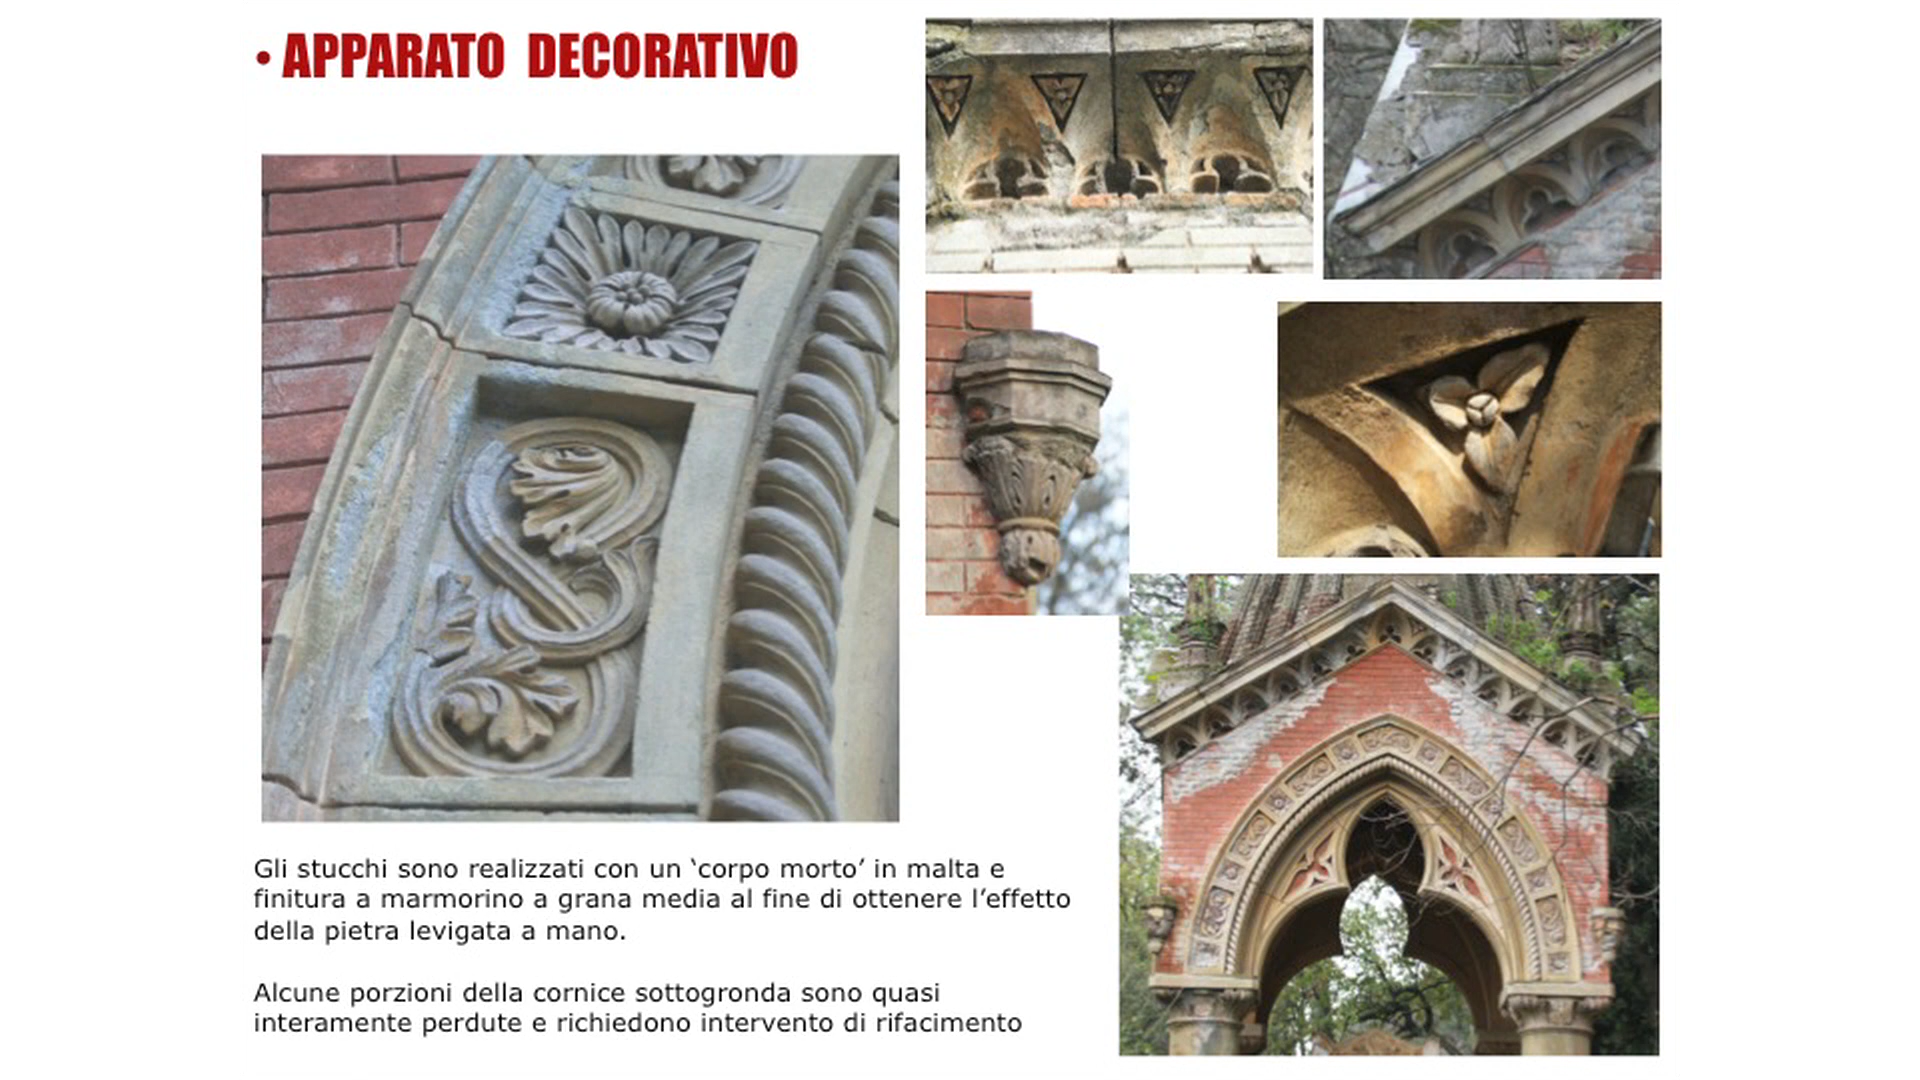 • APPARATO DECORATIVO
Gli stucchi sono realizzati con un ‘corpo morto’ in malta e
finitura a marmorino a grana media al fine di ottenere l’effetto
della pietra levigata a mano.
Alcune porzioni della cornice sottogronda sono quasi
interamente perdute e richiedono intervento di rifacimento